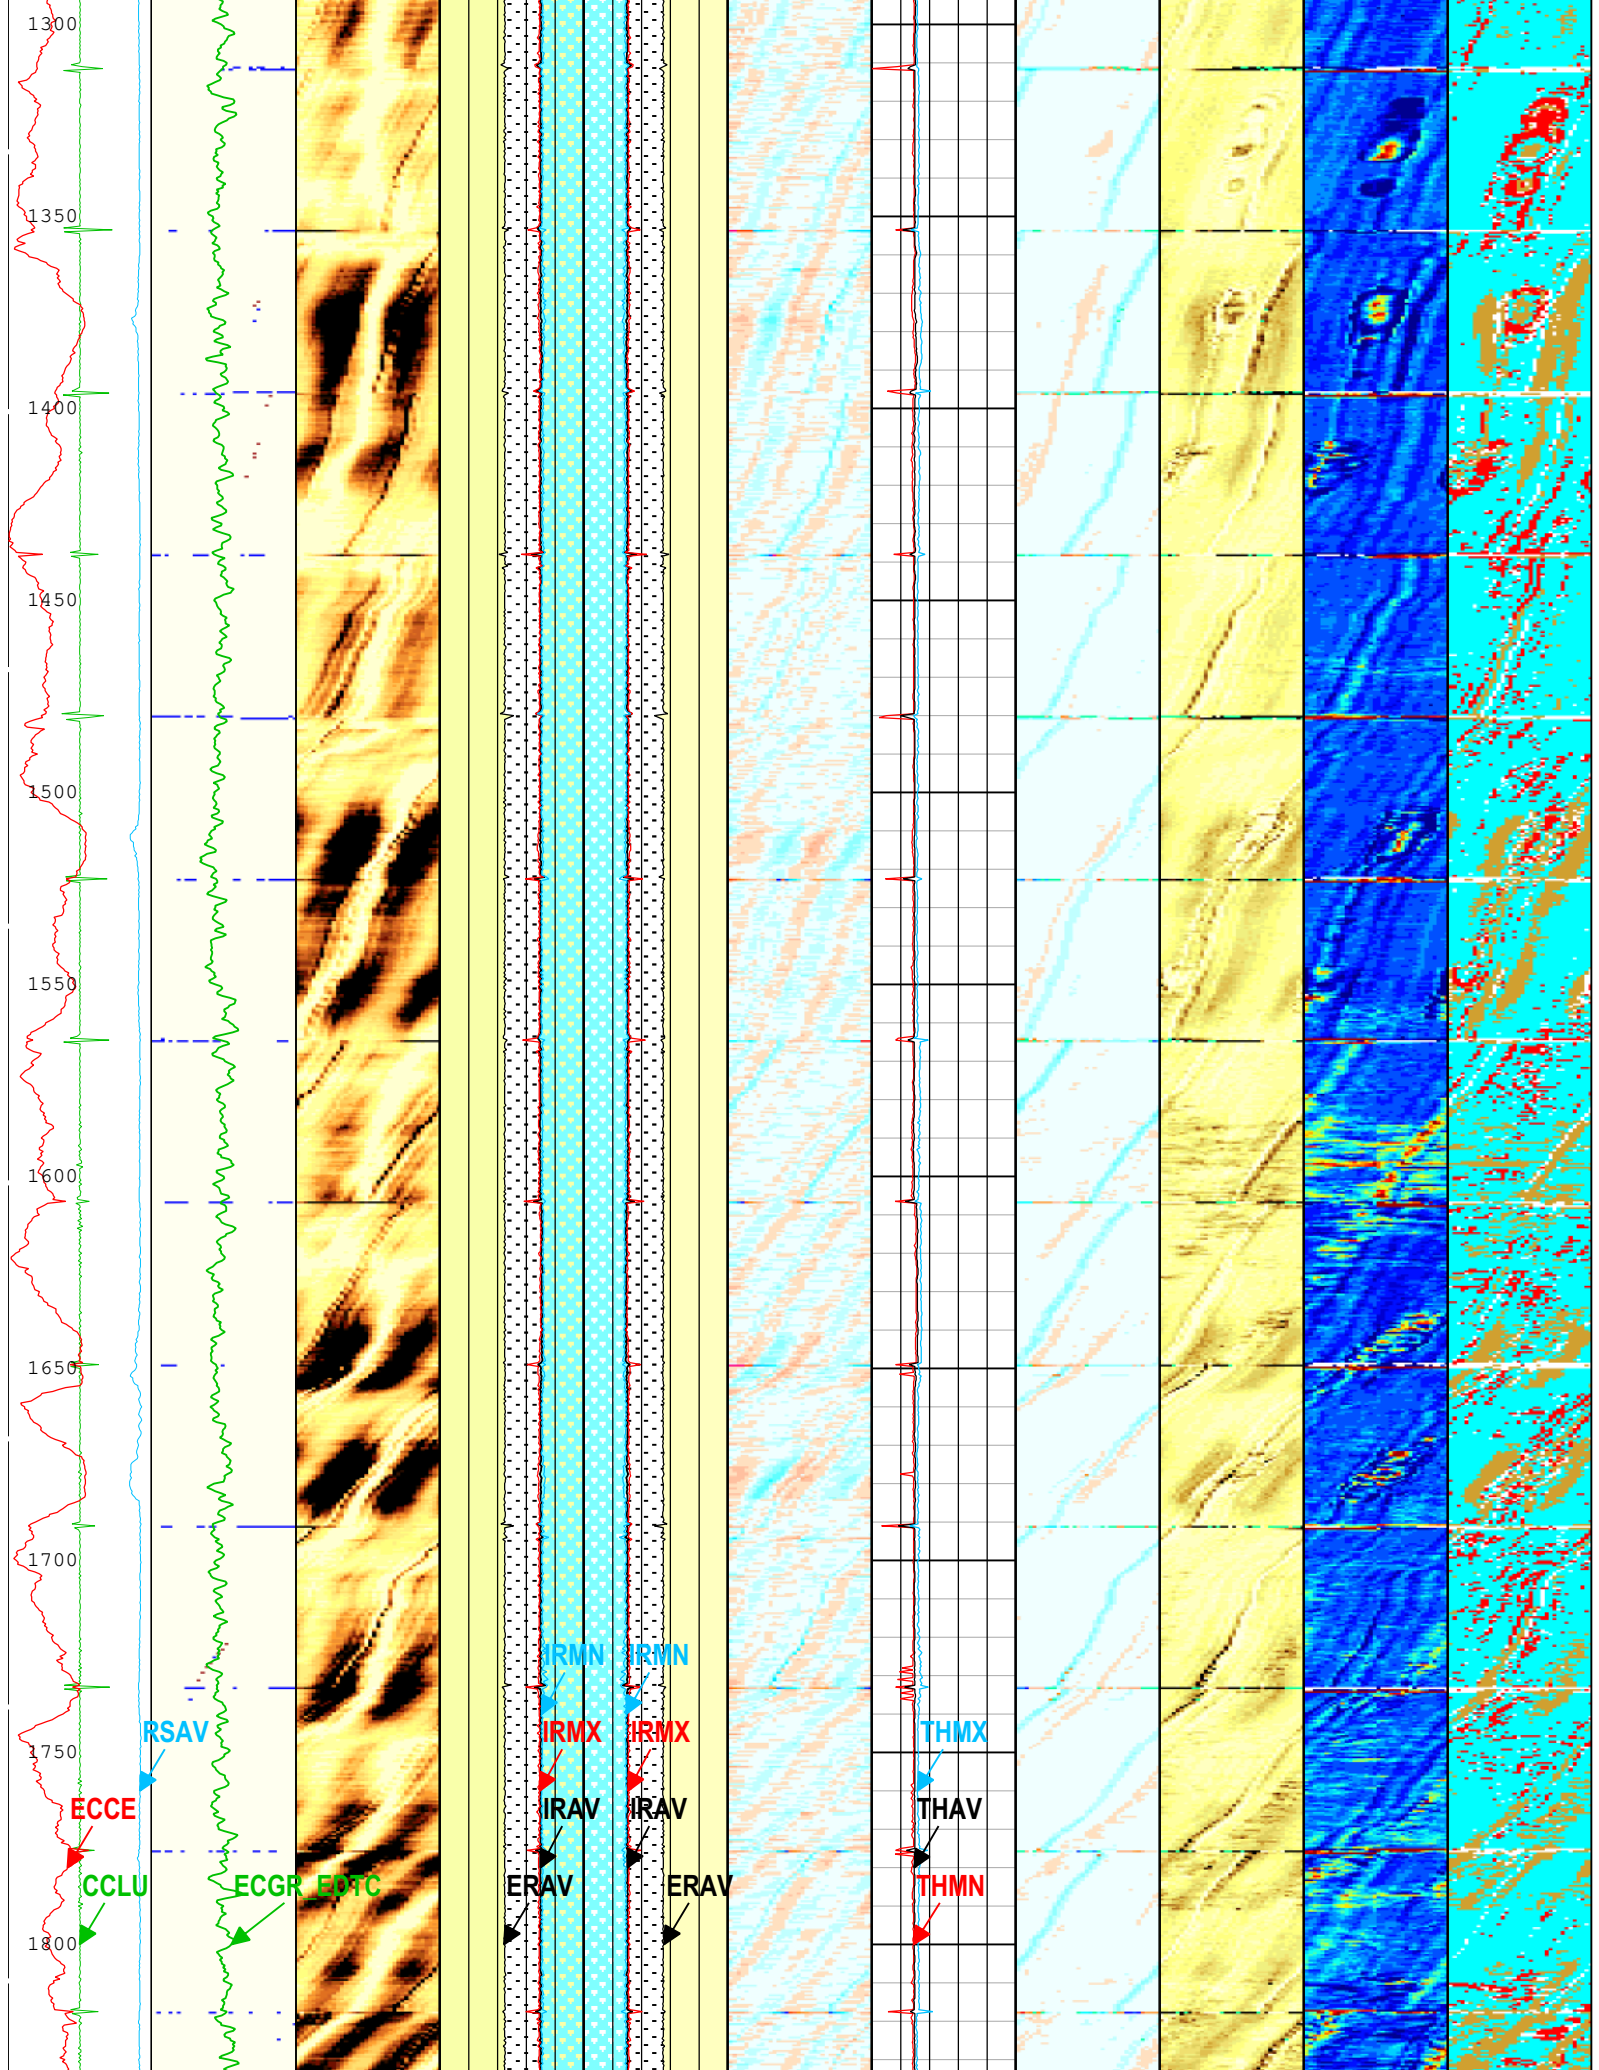 1300
1350
1400
1450
1500
1550
1600
1650
1700
IRMN IRMN
RSAV IRMX IRMX THMX
1750
ECCE IRAV IRAV THAV
CCLU ECGR_EDTC ERAV ERAV THMN
1800